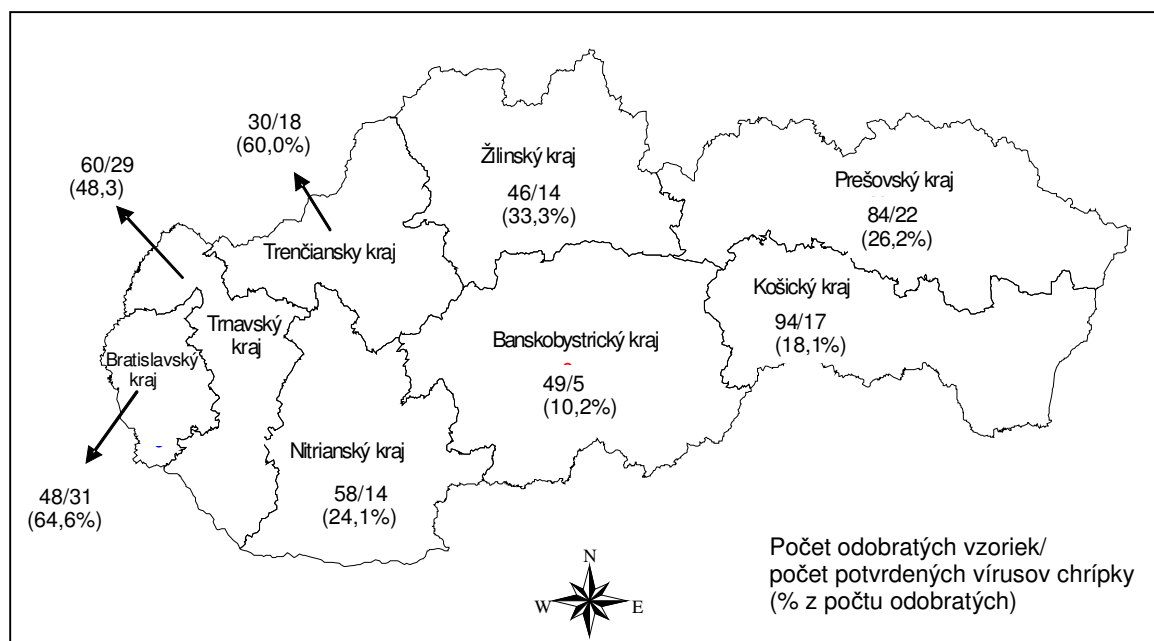 30/18
(60,0%)
60/29
(48,3)
Žilinský kraj
46/14
(33,3%)
Prešovský kraj
84/22
(26,2%)
Trenčiansky kraj
Košický kraj
94/17
(18,1%)
Trnavský
kraj
Bratislavský
kraj
Banskobystrický kraj
49/5
(10,2%)
Nitrianský kraj
58/14
(24,1%)
48/31
(64,6%)
N
W E
S
Počet odobratých vzoriek/
počet potvrdených vírusov chrípky
(% z počtu odobratých)